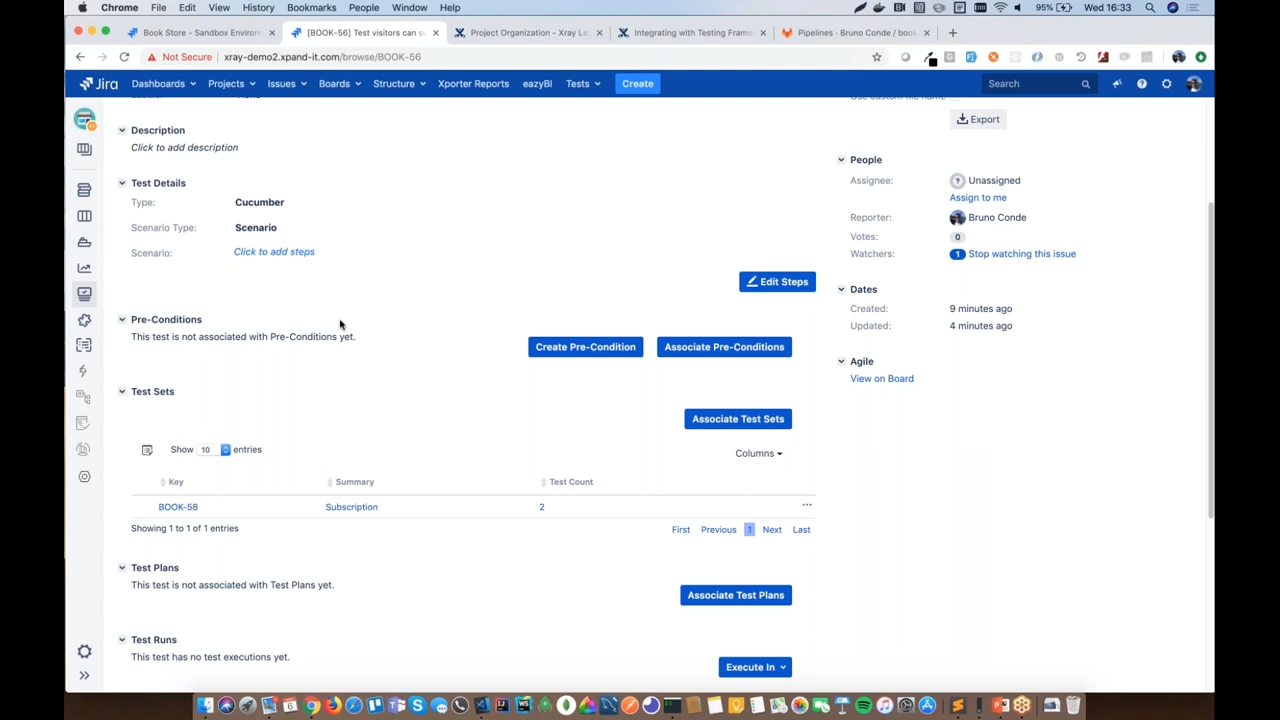 Chrome File Edit View History Bookmarks People Window Help 95% Wed 16:33
Book Store - Sandbox Environ [BOOK-56] Test visitors can s Project Organization - Xray La Integrating with Testing Frame Pipelines · Bruno Conde / book
Not Secure xray-demo2.xpand-it.com/browse/BOOK-56
Jira Dashboards Projects Issues Boards Structure Xporter Reports eazyBI Tests Create Search
Export
Description
Click to add description
Test Details
Type: Cucumber
Scenario Type: Scenario
Scenario: Click to add steps
Edit Steps
Pre-Conditions
This test is not associated with Pre-Conditions yet.
Create Pre-Condition Associate Pre-Conditions
Test Sets
Associate Test Sets
Show 10 entries
Columns
Key Summary Test Count
BOOK-58 Subscription 2
Showing 1 to 1 of 1 entries First Previous 1 Next Last
Test Plans
This test is not associated with Test Plans yet.
Associate Test Plans
Test Runs
This test has no test executions yet.
Execute In
People
Assignee: Unassigned
Assign to me
Reporter: Bruno Conde
Votes: 0
Watchers: 1 Stop watching this issue
Dates
Created: 9 minutes ago
Updated: 4 minutes ago
Agile
View on Board